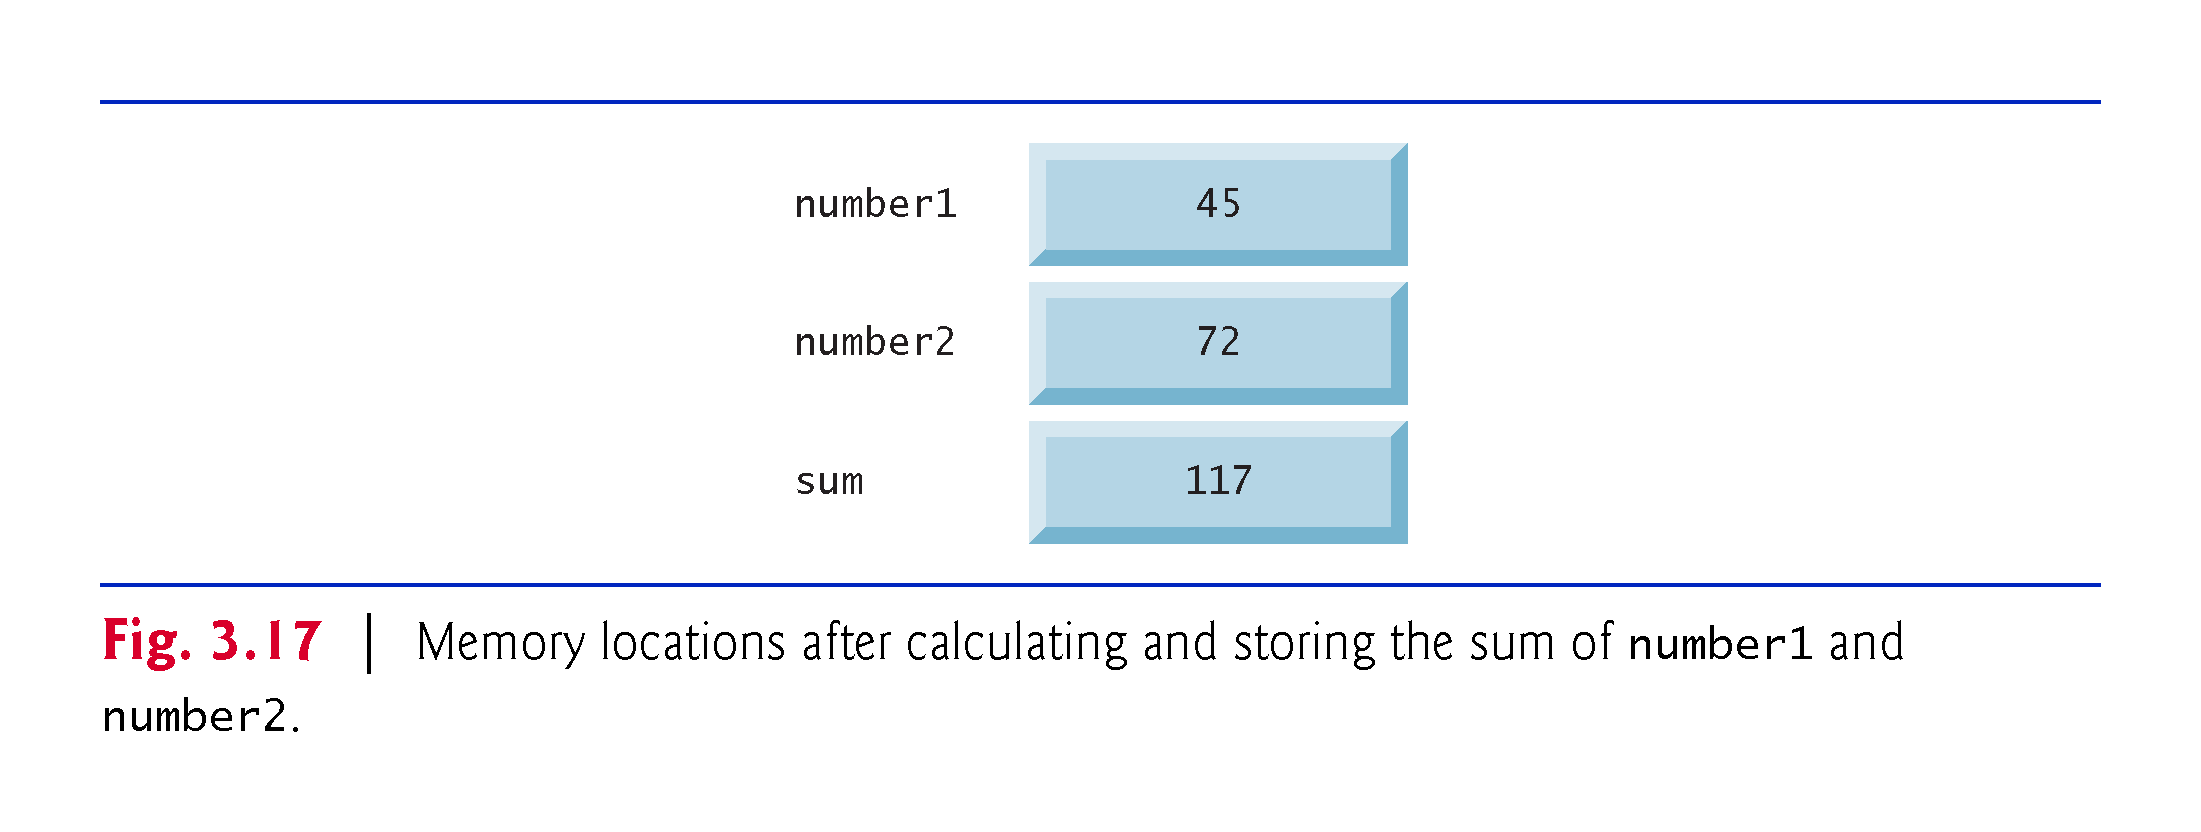 number1 45
number2 72
sum 117
Fig. 3.17 | Memory locations after calculating and storing the sum of number1 and
number2.